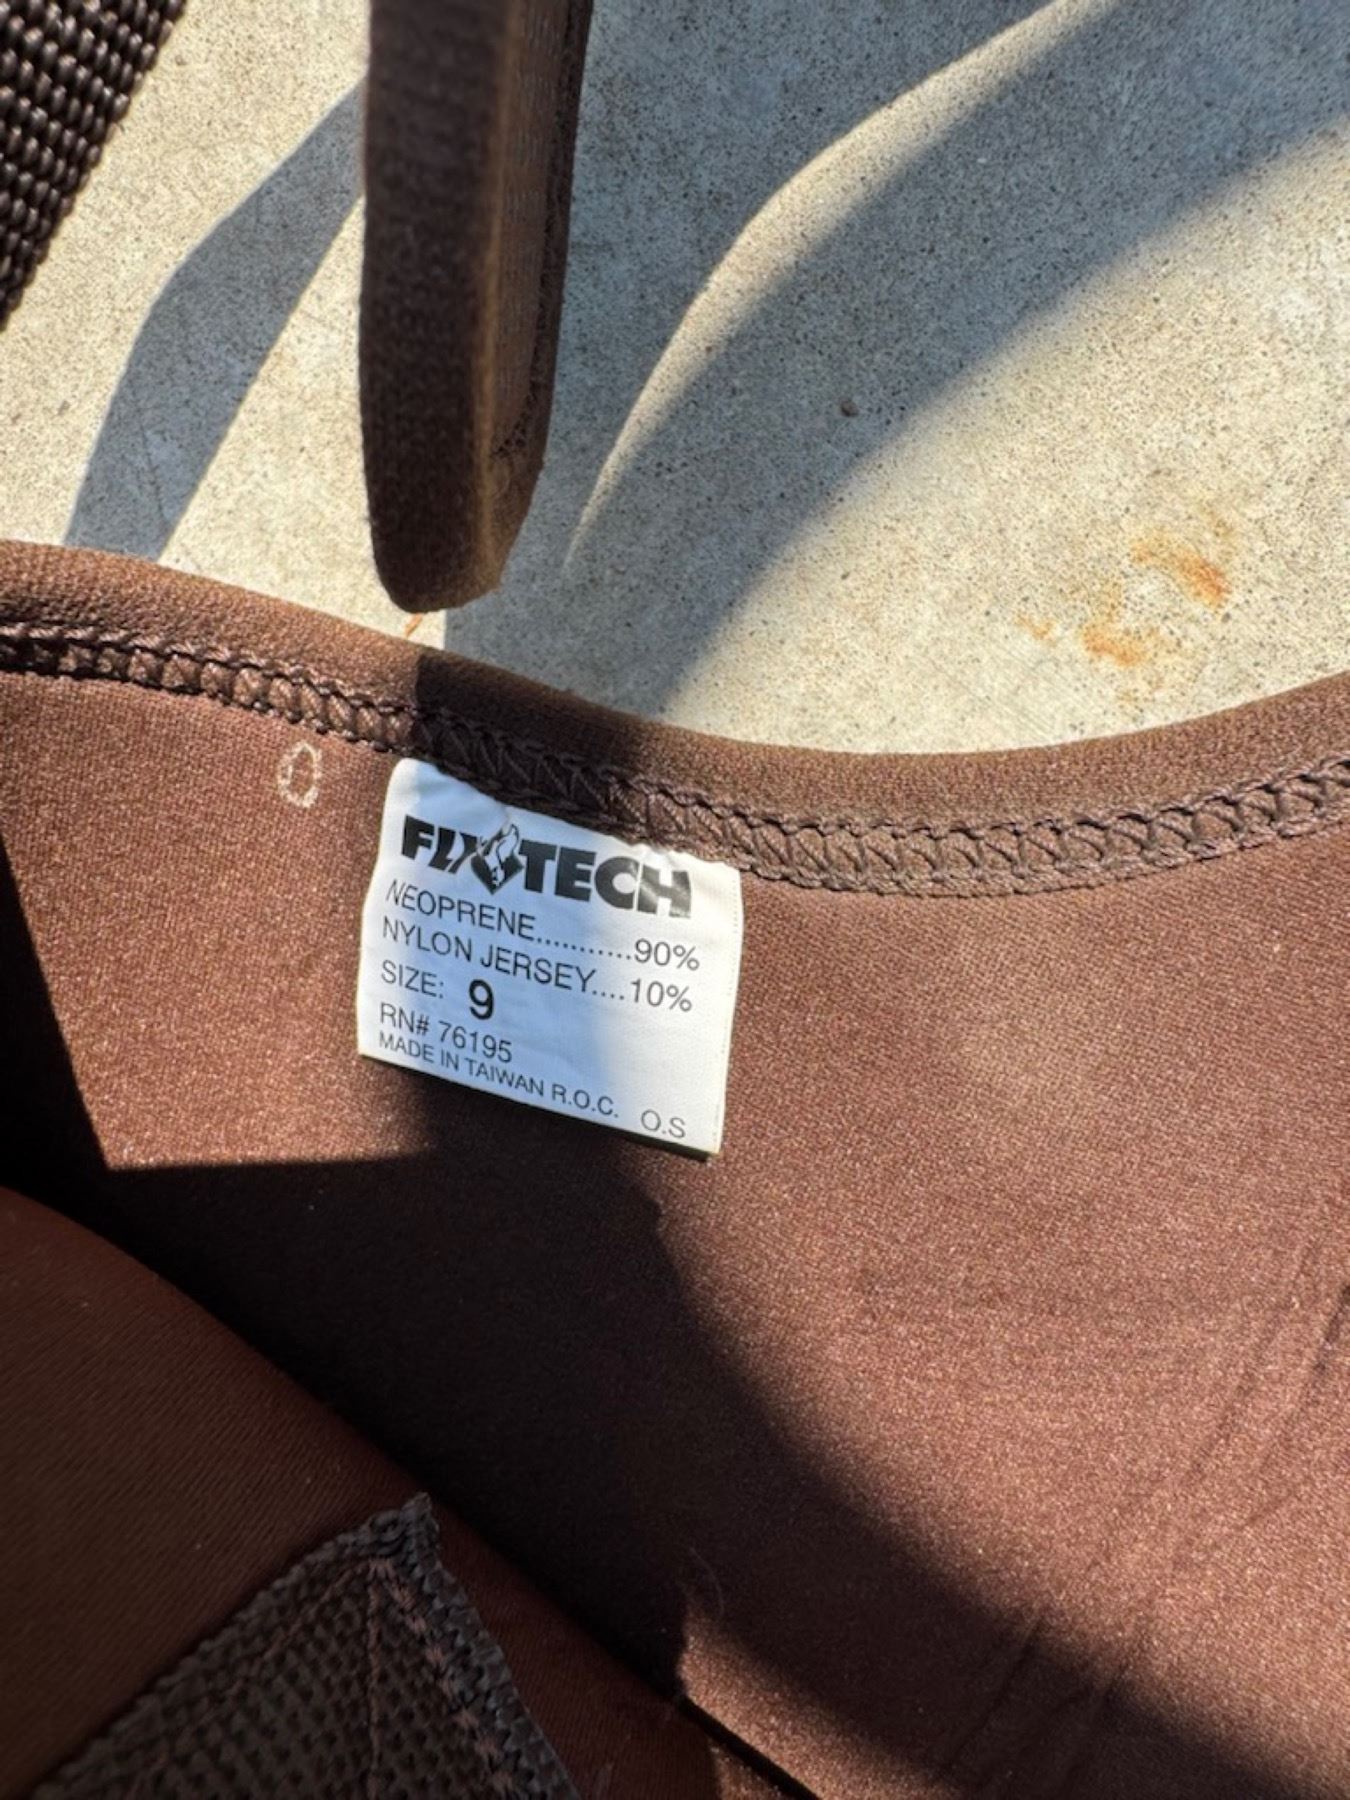 FLXTECH
NEOPRENE...........90%
NYLON JERSEY....10%
SIZE: 9
RN# 76195
MADE IN TAIWAN R.O.C. O.S